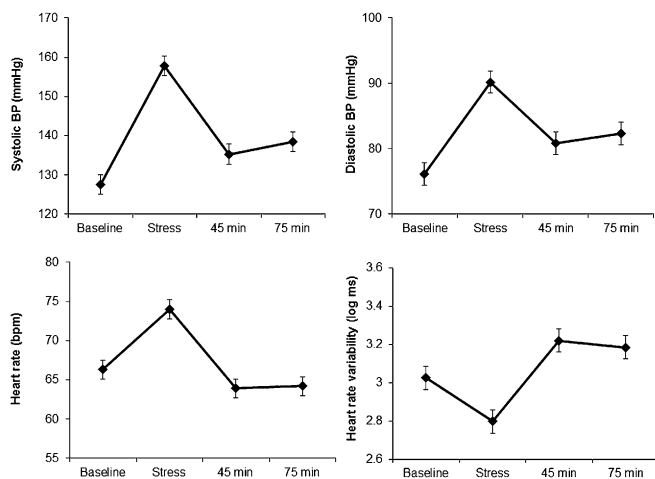 170
160
150
140
130
120
Systolic BP (mmHg)
Baseline Stress 45 min 75 min
100
90
80
70
Diastolic BP (mmHg)
Baseline Stress 45 min 75 min
80
75
70
65
60
55
Heart rate (bpm)
Baseline Stress 45 min 75 min
3.6
3.4
3.2
3
2.8
2.6
Heart rate variability (log ms)
Baseline Stress 45 min 75 min